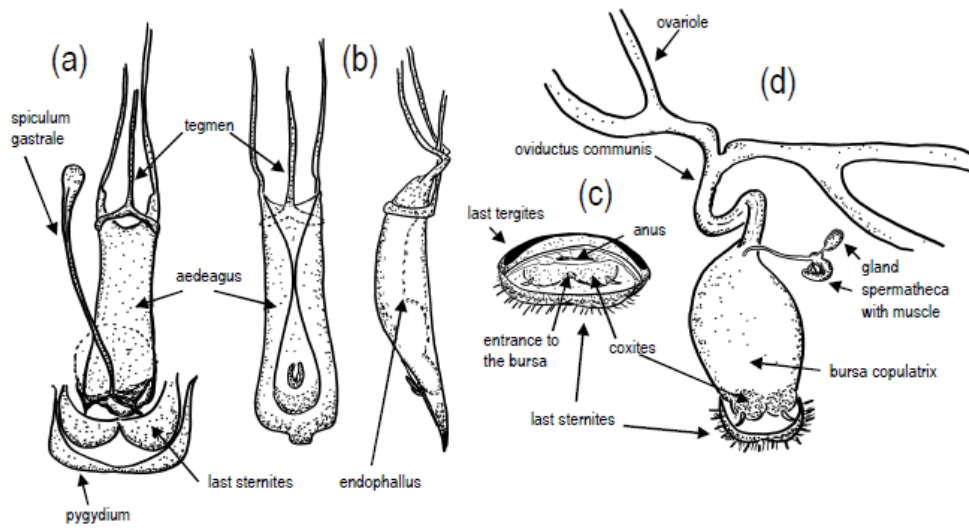 (a)
(b)
ovariole
(d)
spiculum
gastrale
tegmen
oviductus communis
(c)
last tergites
anus
gland
spermatheca
with muscle
aedeagus
entrance to
the bursa
coxites
bursa copulatrix
last sternites
last sternites
endophallus
pygydium